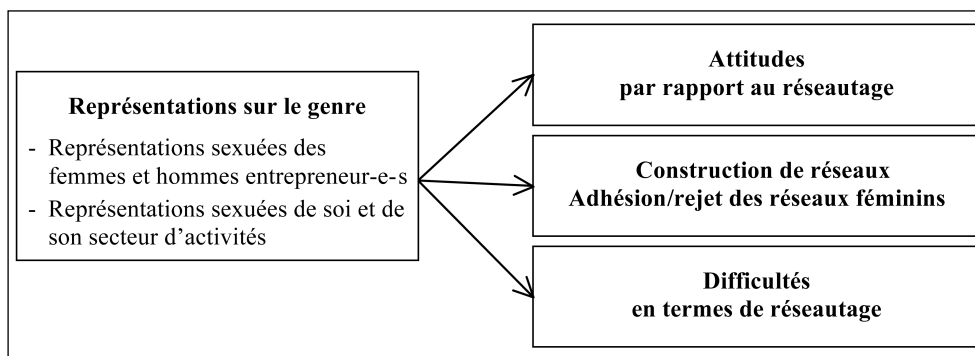 Représentations sur le genre
- Représentations sexuées des
femmes et hommes entrepreneur-e-s
- Représentations sexuées de soi et de
son secteur d'activités
Attitudes
par rapport au réseautage
Construction de réseaux
Adhésion/rejet des réseaux féminins
Difficultés
en termes de réseautage